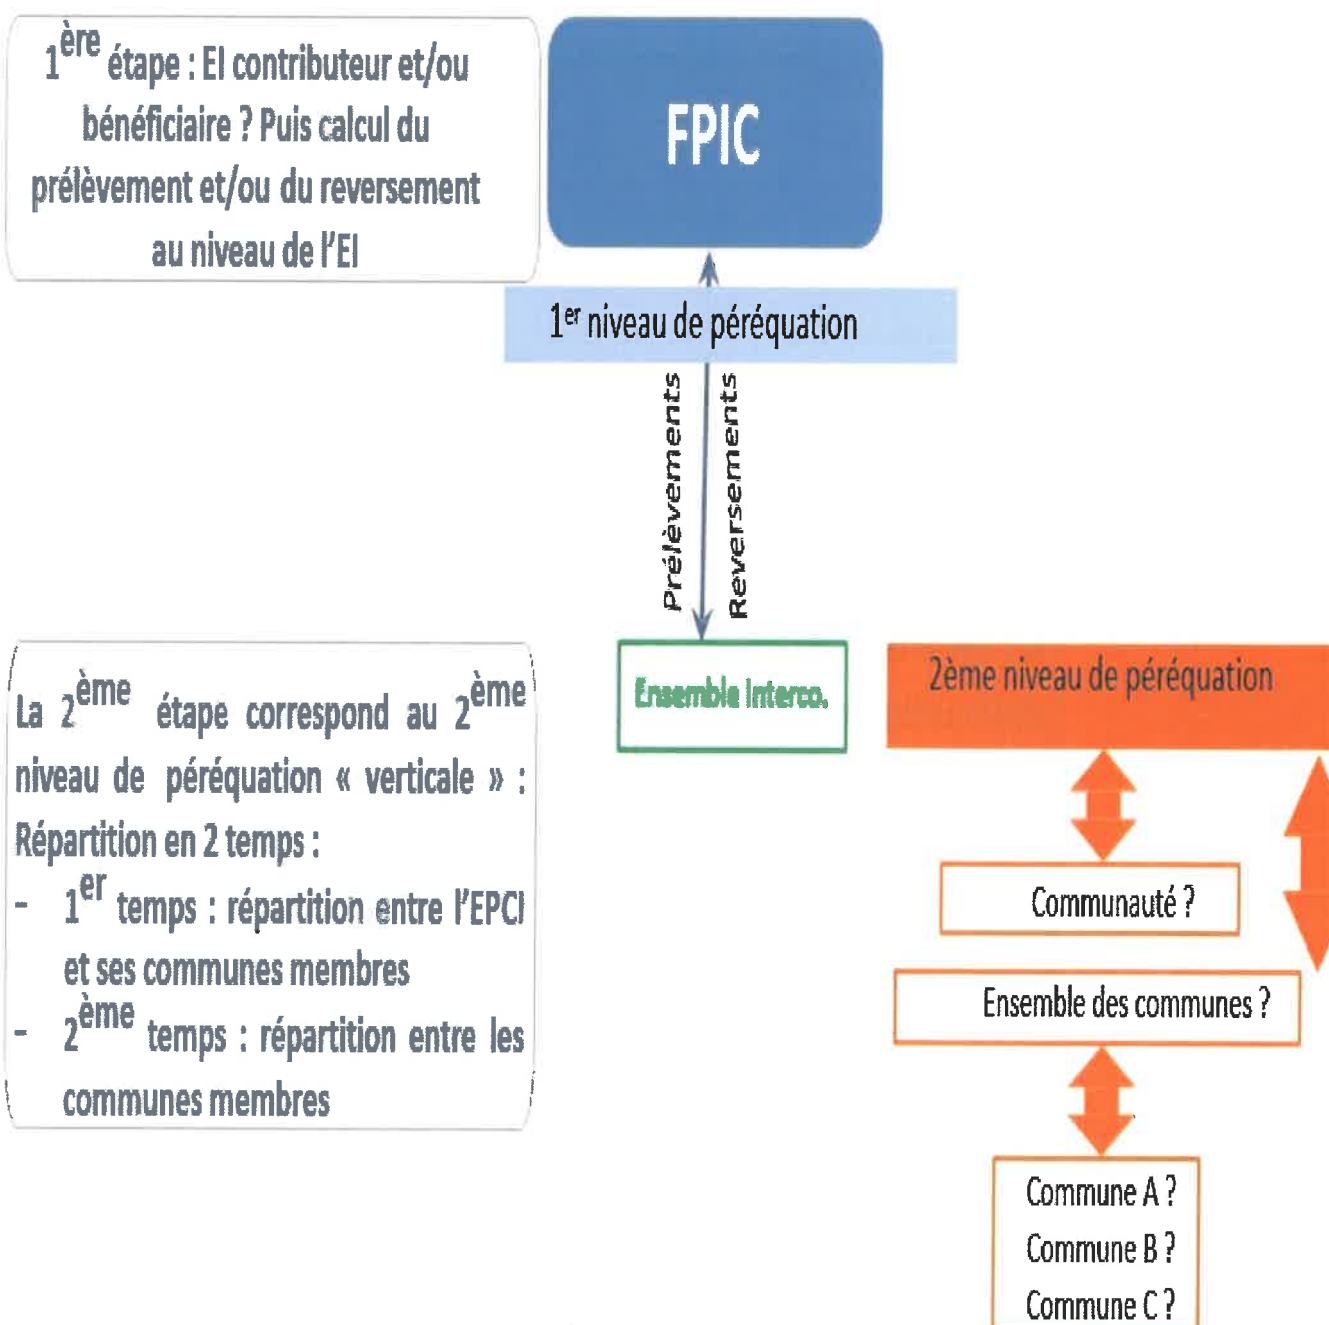 1ère étape : EI contributeur et/ou
bénéficiaire ? Puis calcul du
prélèvement et/ou du reversement
au niveau de l'EI
FPIC
1er niveau de péréquation
Prélèvements
Reversements
Ensemble Interco.
2ème niveau de péréquation
La 2ème étape correspond au 2ème
niveau de péréquation « verticale » :
Répartition en 2 temps :
- 1er temps : répartition entre l'EPCI
et ses communes membres
- 2ème temps : répartition entre les
communes membres
Communauté ?
Ensemble des communes ?
Commune A ?
Commune B ?
Commune C ?